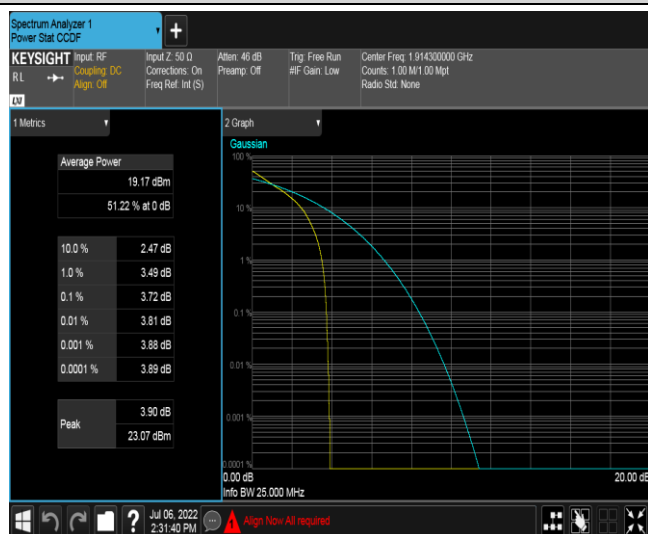 Spectrum Analyzer 1
Power Stat CCDF
+
KEYSIGHT
RL
LXI
Input: RF
Coupling: DC
Align: Off
Input Z: 50 Ω
Corrections: On
Freq Ref: Int (S)
Atten: 46 dB
Preamp: Off
Trig: Free Run
#IF Gain: Low
Center Freq: 1.914300000 GHz
Counts: 1.00 M/1.00 Mpt
Radio Std: None
1 Metrics
Average Power
19.17 dBm
51.22 % at 0 dB
10.0 % 2.47 dB
1.0 % 3.49 dB
0.1 % 3.72 dB
0.01 % 3.81 dB
0.001 % 3.88 dB
0.0001 % 3.89 dB
Peak
3.90 dB
23.07 dBm
2 Graph
Gaussian
100 %
10 %
1 %
0.1 %
0.01 %
0.001 %
0.0001 %
0.00 dB 20.00 dB
Info BW 25.000 MHz
?
Jul 06, 2022
2:31:40 PM
Align Now All required